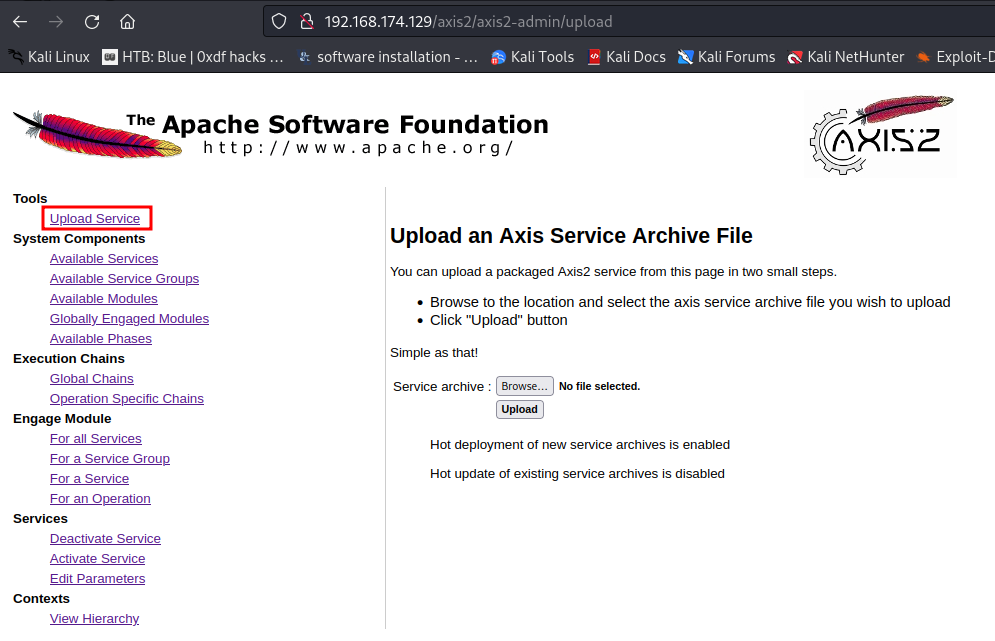 192.168.174.129/axis2/axis2-admin/upload
Kali Linux HTB: Blue | 0xdf hacks … software installation - … Kali Tools Kali Docs Kali Forums Kali NetHunter Exploit-D
The Apache Software Foundation
http://www.apache.org/
AXIS2
Tools
Upload Service
System Components
Available Services
Available Service Groups
Available Modules
Globally Engaged Modules
Available Phases
Execution Chains
Global Chains
Operation Specific Chains
Engage Module
For all Services
For a Service Group
For a Service
For an Operation
Services
Deactivate Service
Activate Service
Edit Parameters
Contexts
View Hierarchy
Upload an Axis Service Archive File
You can upload a packaged Axis2 service from this page in two small steps.
• Browse to the location and select the axis service archive file you wish to upload
• Click "Upload" button
Simple as that!
Service archive : Browse... No file selected.
Upload
Hot deployment of new service archives is enabled
Hot update of existing service archives is disabled